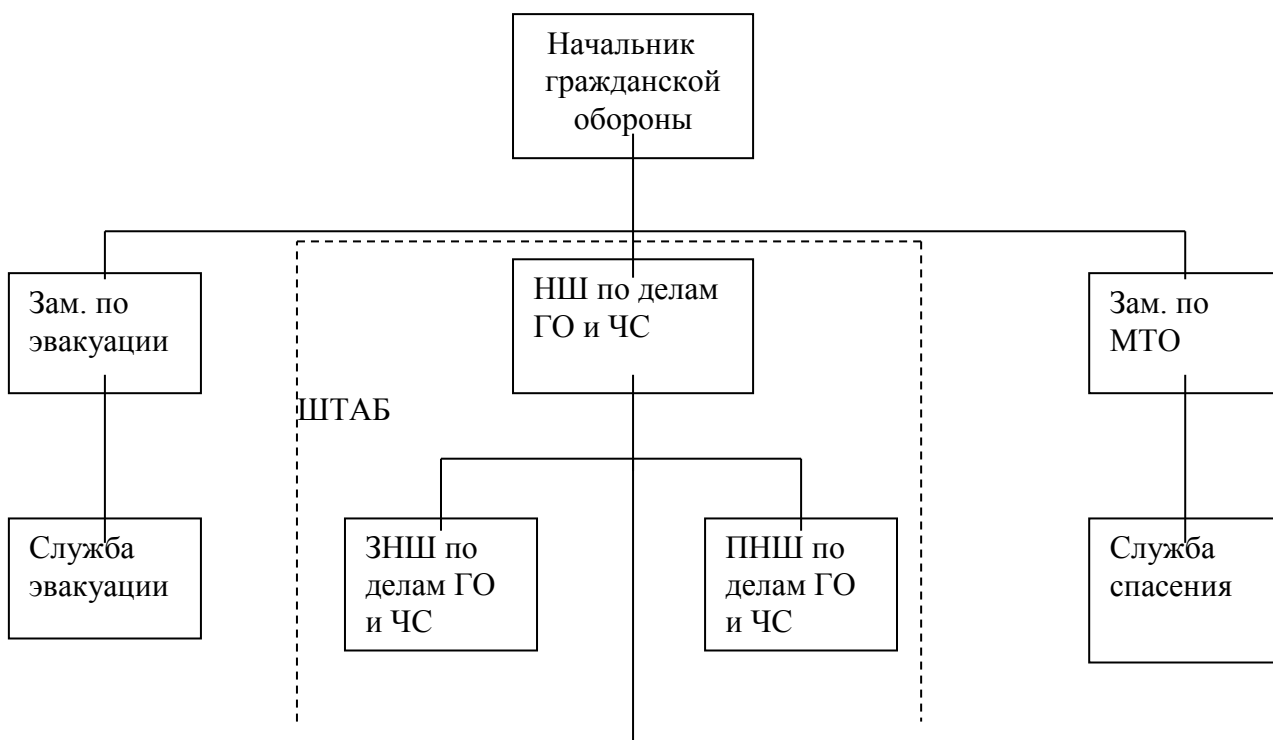 Начальник
гражданской
обороны
Зам. по
эвакуации
НШ по делам
ГО и ЧС
Зам. по
МТО
ШТАБ
Служба
эвакуации
ЗНШ по
делам ГО
и ЧС
ПНШ по
делам ГО
и ЧС
Служба
спасения